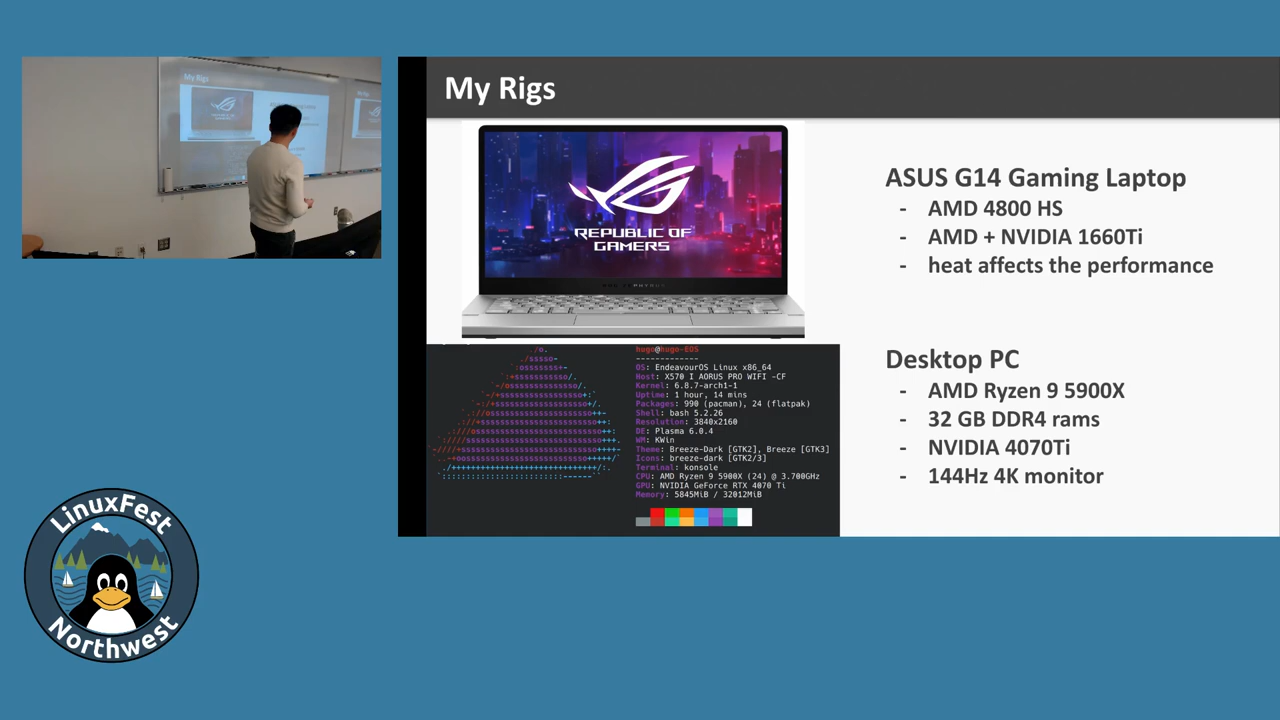 My Rigs
My Rigs
REPUBLIC OF
GAMERS
ASUS G14 Gaming Laptop
- AMD 4800 HS
- AMD + NVIDIA 1660Ti
- heat affects the performance
hugo@hugo-EOS
-------------
OS: EndeavourOS Linux x86_64
Host: X570 I AORUS PRO WIFI -CF
Kernel: 6.8.7-arch1-1
Uptime: 1 hour, 14 mins
Packages: 990 (pacman), 24 (flatpak)
Shell: bash 5.2.26
Resolution: 3840x2160
DE: Plasma 6.0.4
WM: KWin
Theme: Breeze-Dark [GTK2], Breeze [GTK3]
Icons: breeze-dark [GTK2/3]
Terminal: konsole
CPU: AMD Ryzen 9 5900X (24) @ 3.700GHz
GPU: NVIDIA GeForce RTX 4070 Ti
Memory: 5845MiB / 32012MiB
Desktop PC
- AMD Ryzen 9 5900X
- 32 GB DDR4 rams
- NVIDIA 4070Ti
- 144Hz 4K monitor
LinuxFest
Northwest